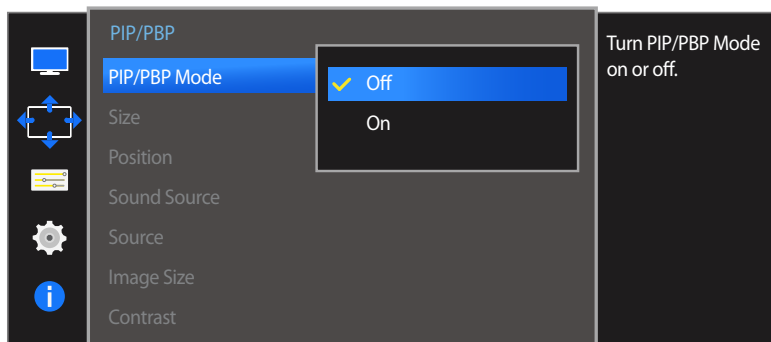 PIP/PBP
PIP/PBP Mode
Off
On
Size
Position
Sound Source
Source
Image Size
Contrast
Turn PIP/PBP Mode
on or off.